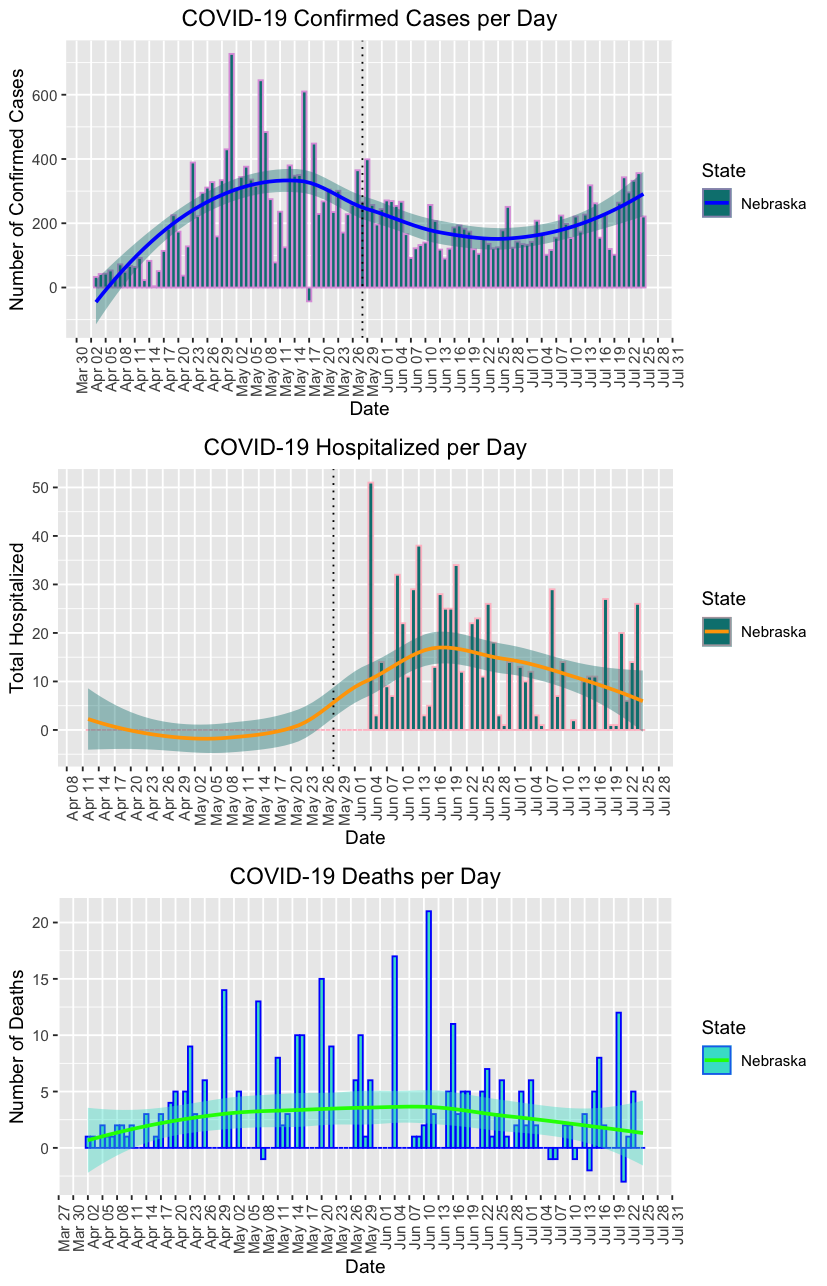 COVID-19 Confirmed Cases per Day
Number of Confirmed Cases
600
400
200
0
Mar 30
Apr 02
Apr 05
Apr 08
Apr 11
Apr 14
Apr 17
Apr 20
Apr 23
Apr 26
Apr 29
May 02
May 05
May 08
May 11
May 14
May 17
May 20
May 23
May 26
May 29
Jun 01
Jun 04
Jun 07
Jun 10
Jun 13
Jun 16
Jun 19
Jun 22
Jun 25
Jun 28
Jul 01
Jul 04
Jul 07
Jul 10
Jul 13
Jul 16
Jul 19
Jul 22
Jul 25
Jul 28
Jul 31
Date
State
Nebraska
COVID-19 Hospitalized per Day
Total Hospitalized
50
40
30
20
10
0
Apr 08
Apr 11
Apr 14
Apr 17
Apr 20
Apr 23
Apr 26
Apr 29
May 02
May 05
May 08
May 11
May 14
May 17
May 20
May 23
May 26
May 29
Jun 01
Jun 04
Jun 07
Jun 10
Jun 13
Jun 16
Jun 19
Jun 22
Jun 25
Jun 28
Jul 01
Jul 04
Jul 07
Jul 10
Jul 13
Jul 16
Jul 19
Jul 22
Jul 25
Jul 28
Date
State
Nebraska
COVID-19 Deaths per Day
Number of Deaths
20
15
10
5
0
Mar 27
Mar 30
Apr 02
Apr 05
Apr 08
Apr 11
Apr 14
Apr 17
Apr 20
Apr 23
Apr 26
Apr 29
May 02
May 05
May 08
May 11
May 14
May 17
May 20
May 23
May 26
May 29
Jun 01
Jun 04
Jun 07
Jun 10
Jun 13
Jun 16
Jun 19
Jun 22
Jun 25
Jun 28
Jul 01
Jul 04
Jul 07
Jul 10
Jul 13
Jul 16
Jul 19
Jul 22
Jul 25
Jul 28
Jul 31
Date
State
Nebraska